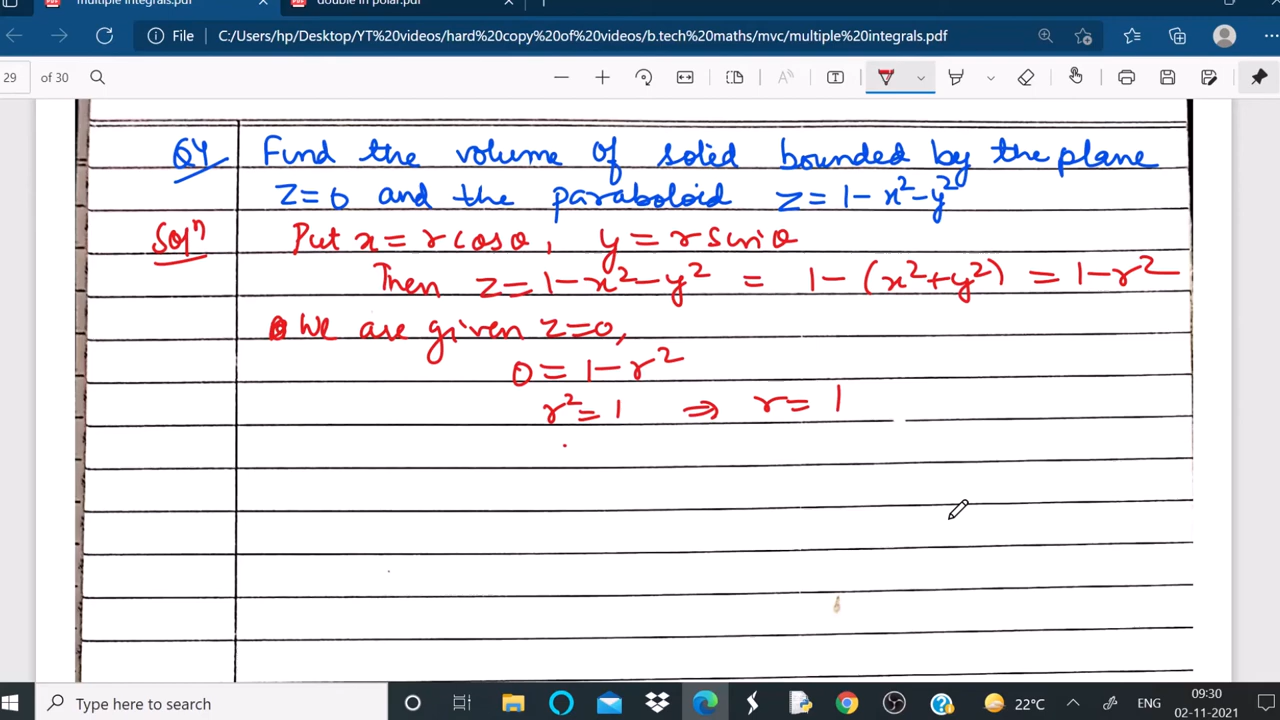 multiple integrals.pdf
double in polar.pdf
File C:/Users/hp/Desktop/YT%20videos/hard%20copy%20of%20videos/b.tech%20maths/mvc/multiple%20integrals.pdf
29 of 30
Q4 Find the volume of solid bounded by the plane
z=0 and the paraboloid z = 1-x²-y²
Solⁿ Put x = r cosθ, y = r sinθ
Then z = 1-x²-y² = 1-(x²+y²) = 1-r²
We are given z=0,
0 = 1-r²
r² = 1 ⇒ r = 1
Type here to search
22°C
ENG
09:30
02-11-2021